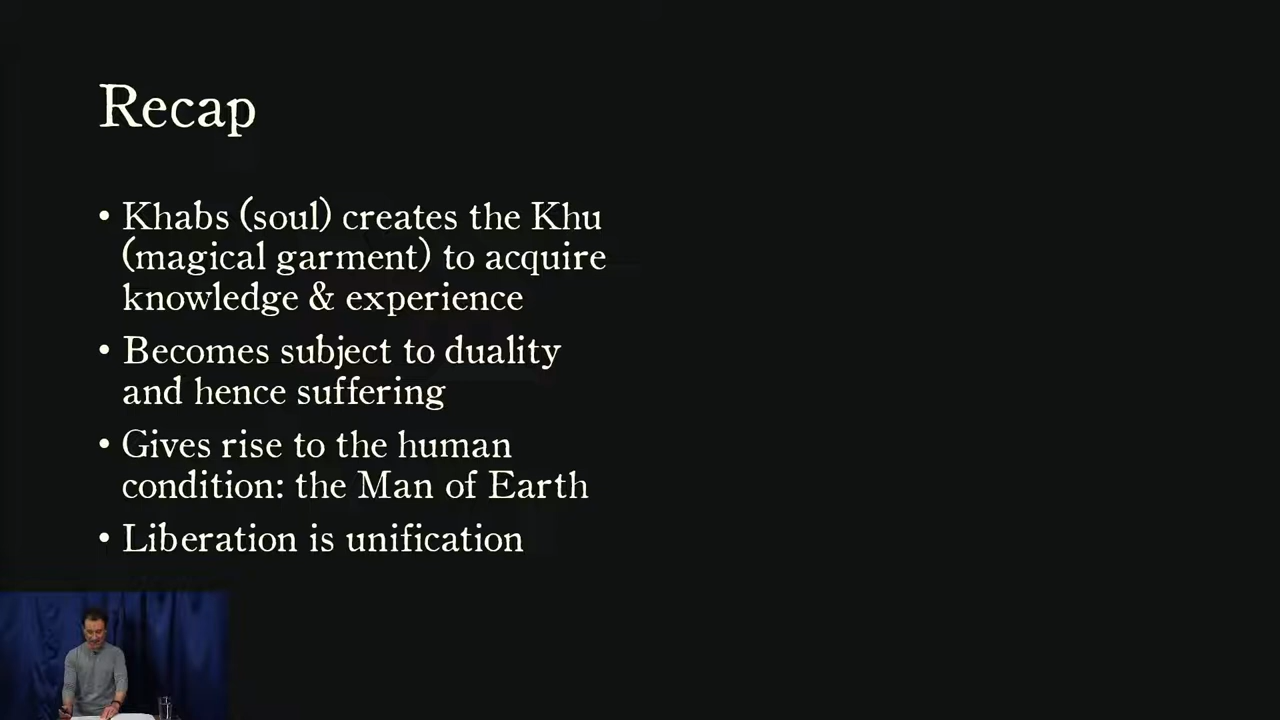 Recap
• Khabs (soul) creates the Khu
(magical garment) to acquire
knowledge & experience
• Becomes subject to duality
and hence suffering
• Gives rise to the human
condition: the Man of Earth
• Liberation is unification